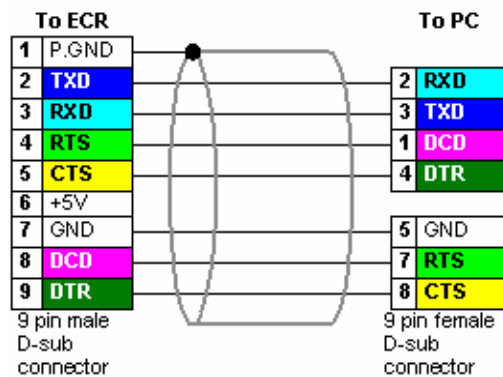 To ECR
To PC
1 P.GND
2 TXD
2 RXD
3 RXD
3 TXD
4 RTS
1 DCD
5 CTS
4 DTR
6 +5V
7 GND
5 GND
8 DCD
7 RTS
9 DTR
8 CTS
9 pin male
D-sub
connector
9 pin female
D-sub
connector